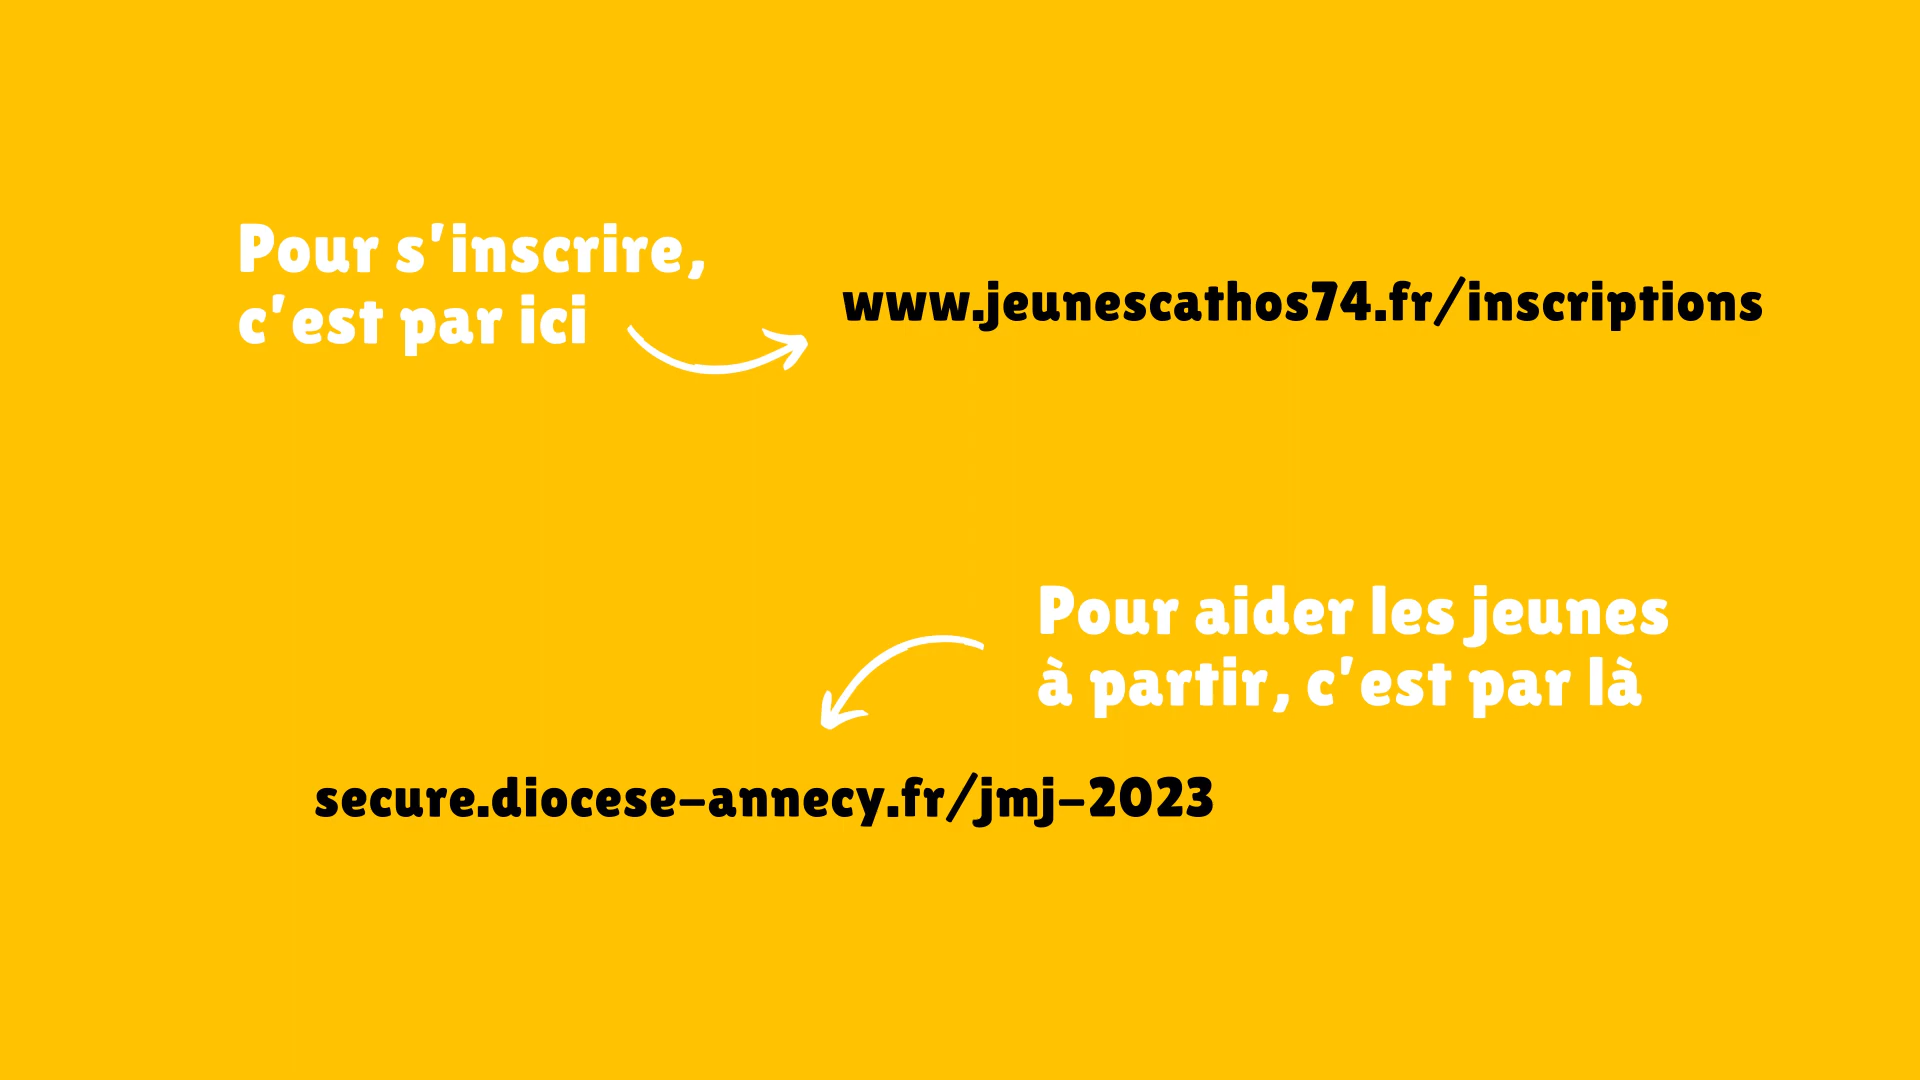 Pour s'inscrire,
c'est par ici
www.jeunescathos74.fr/inscriptions
Pour aider les jeunes
à partir, c'est par là
secure.diocese-annecy.fr/jmj-2023